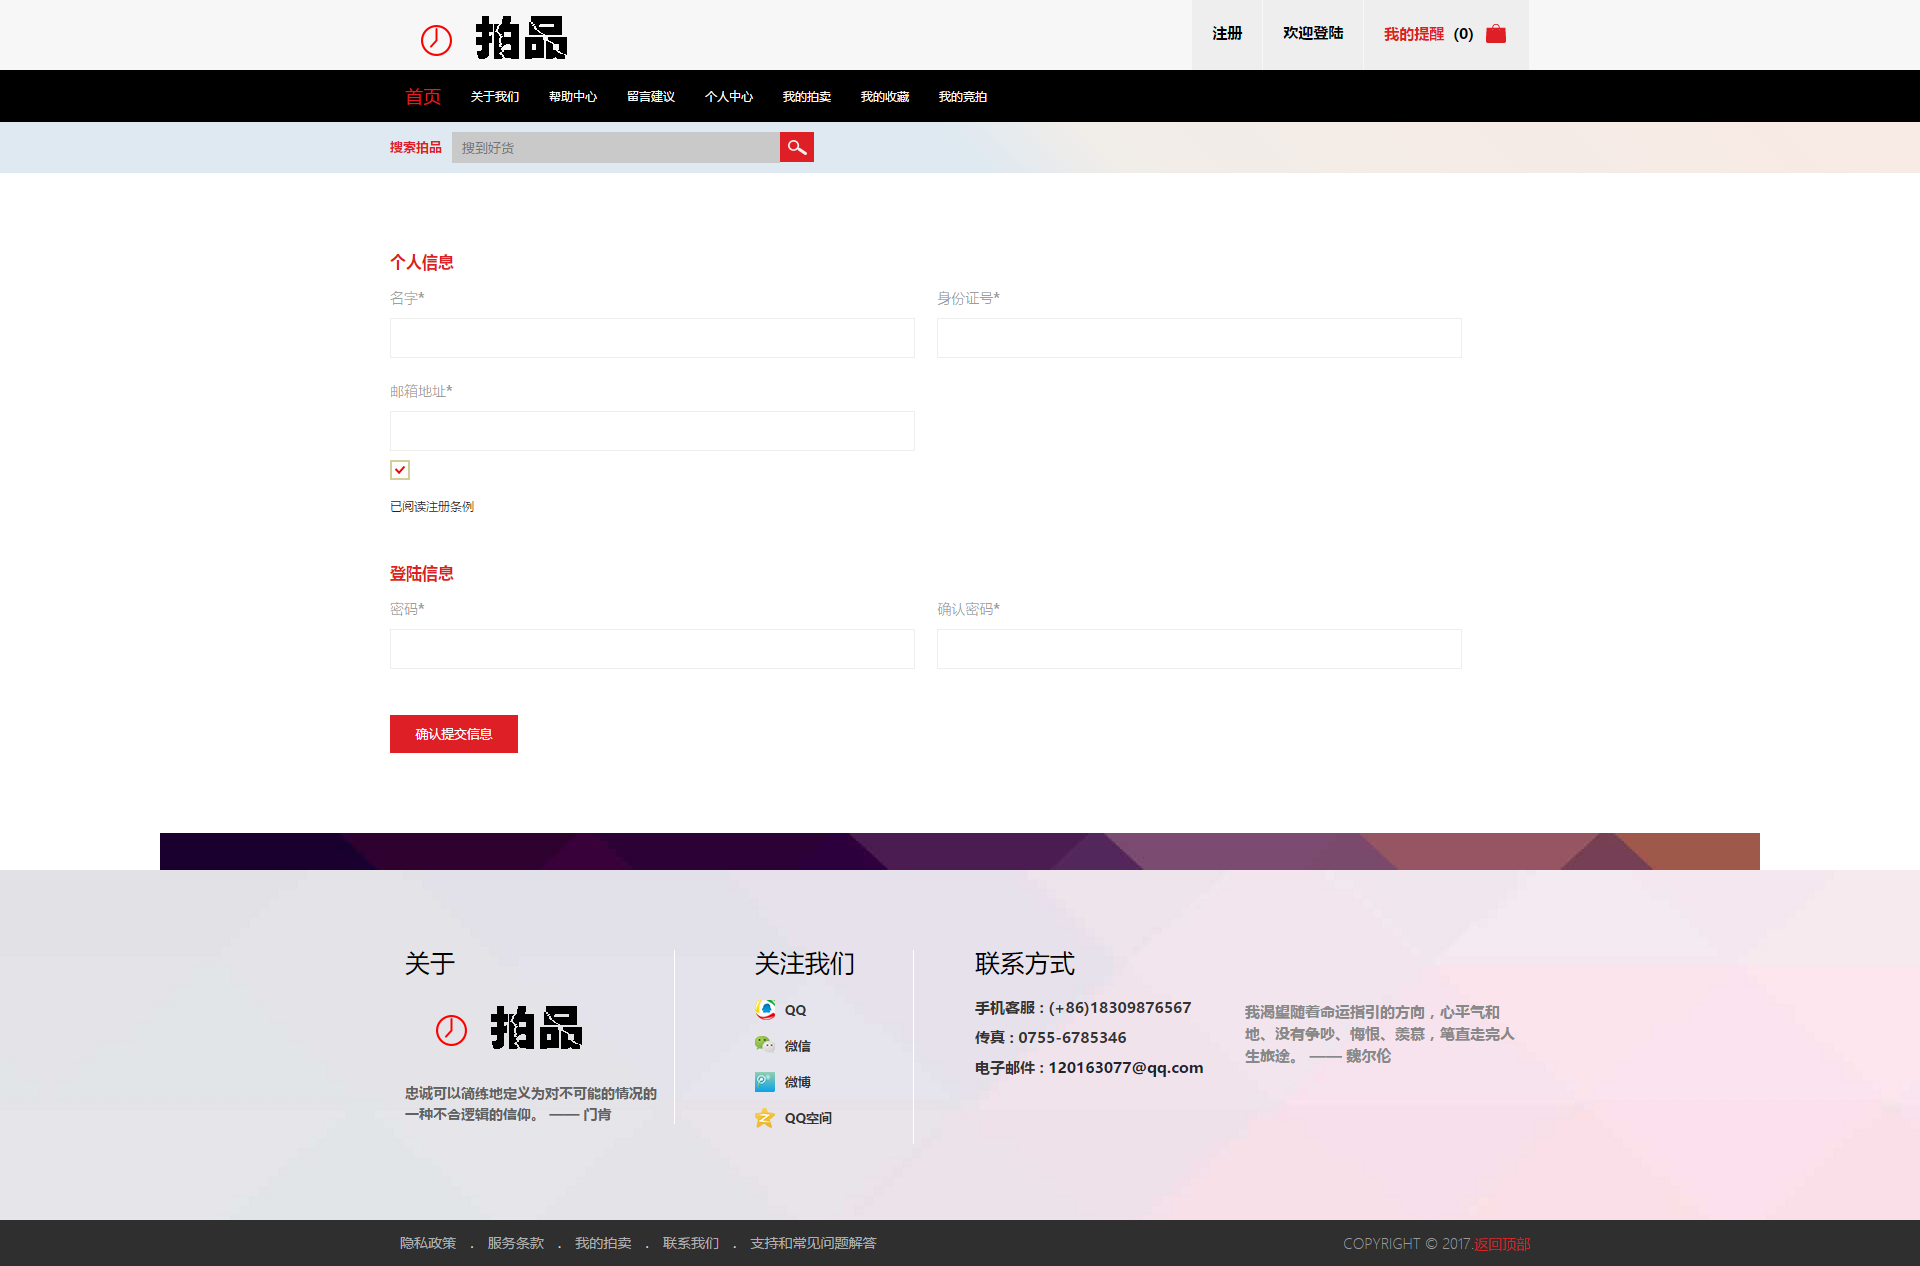 拍品
注册 欢迎登陆 我的提醒 (0)
首页 关于我们 帮助中心 留言建议 个人中心 我的拍卖 我的收藏 我的竞拍
搜索拍品 搜到好货
个人信息
名字* 身份证号*
邮箱地址*
已阅读注册条例
登陆信息
密码* 确认密码*
确认提交信息
关于
拍品
忠诚可以简练地定义为对不可能的情况的
一种不合逻辑的信仰。 —— 门肯
关注我们
QQ
微信
微博
QQ空间
联系方式
手机客服 : (+86)18309876567
传真 : 0755-6785346
电子邮件 : 120163077@qq.com
我渴望随着命运指引的方向，心平气和
地、没有争吵、悔恨、羡慕，笔直走完人
生旅途。 —— 魏尔伦
隐私政策 . 服务条款 . 我的拍卖 . 联系我们 . 支持和常见问题解答
COPYRIGHT © 2017.返回顶部